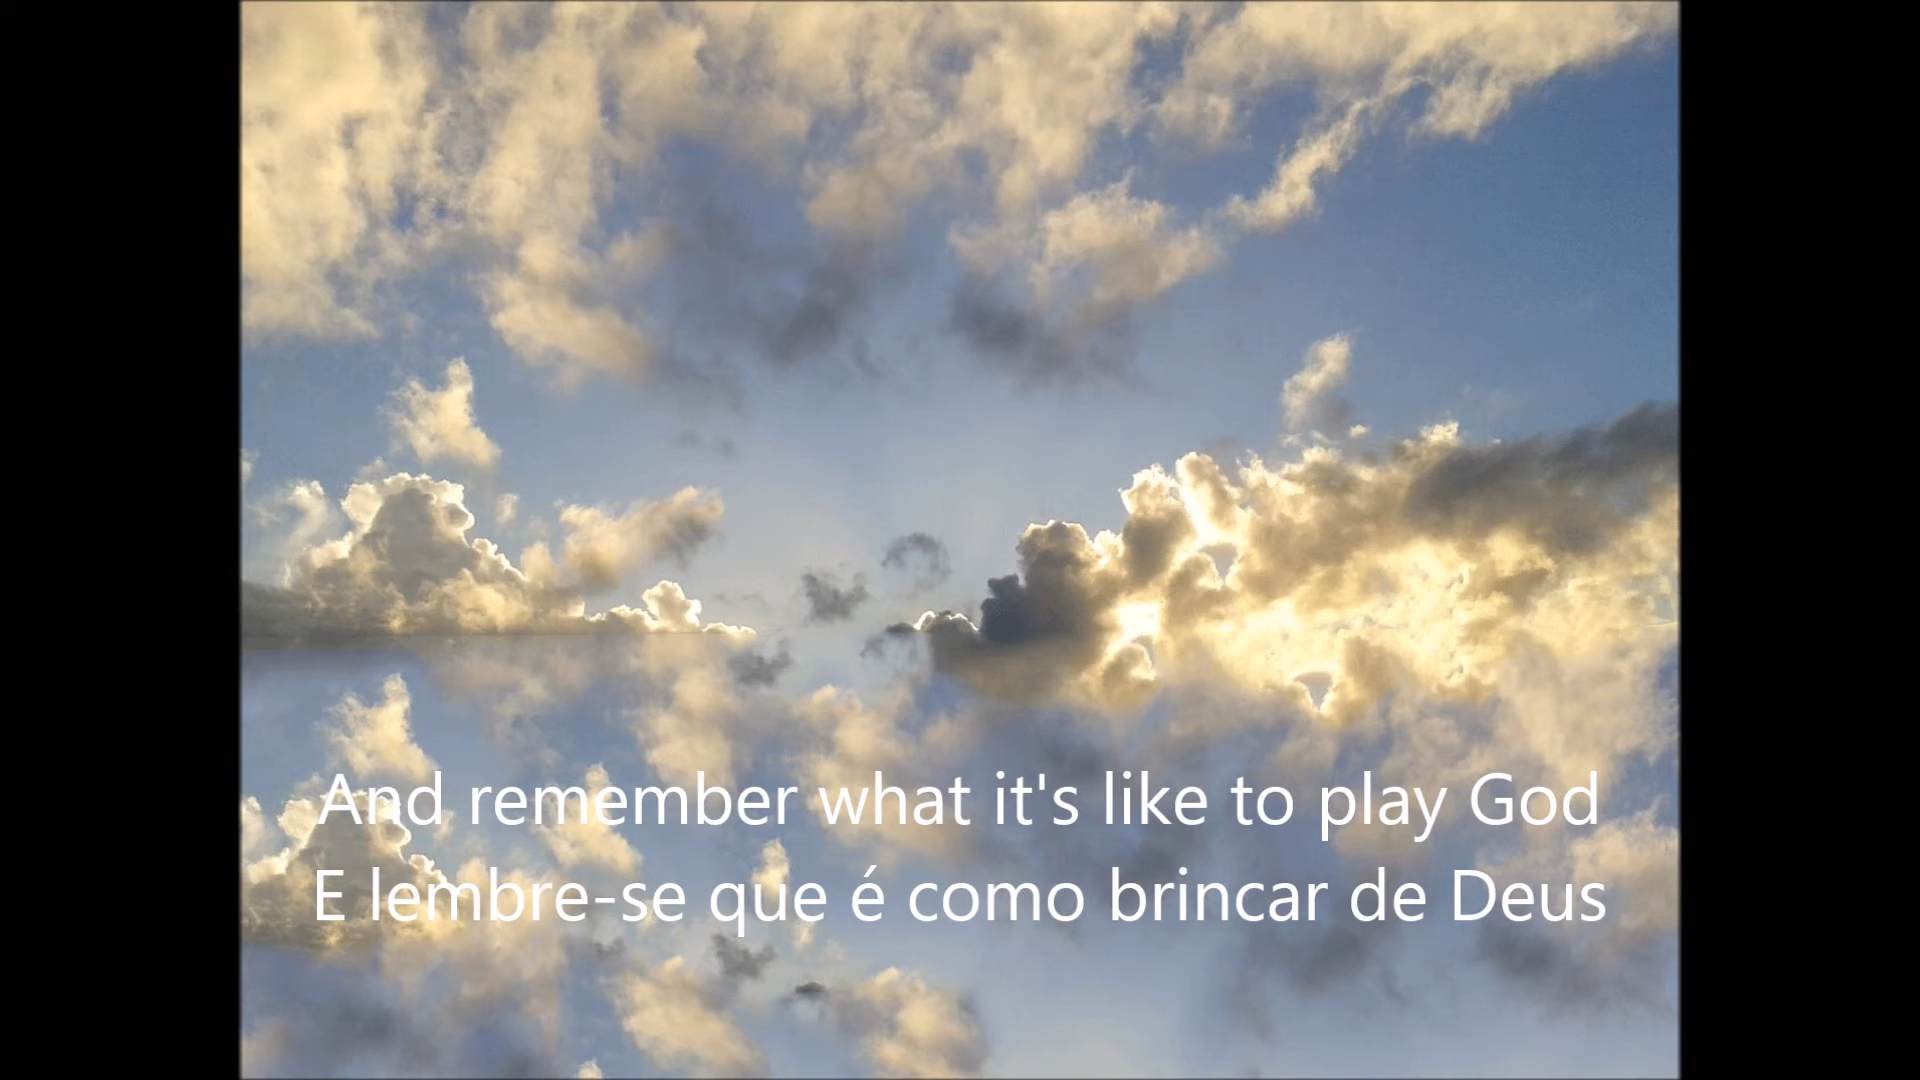 And remember what it's like to play God
E lembre-se que é como brincar de Deus